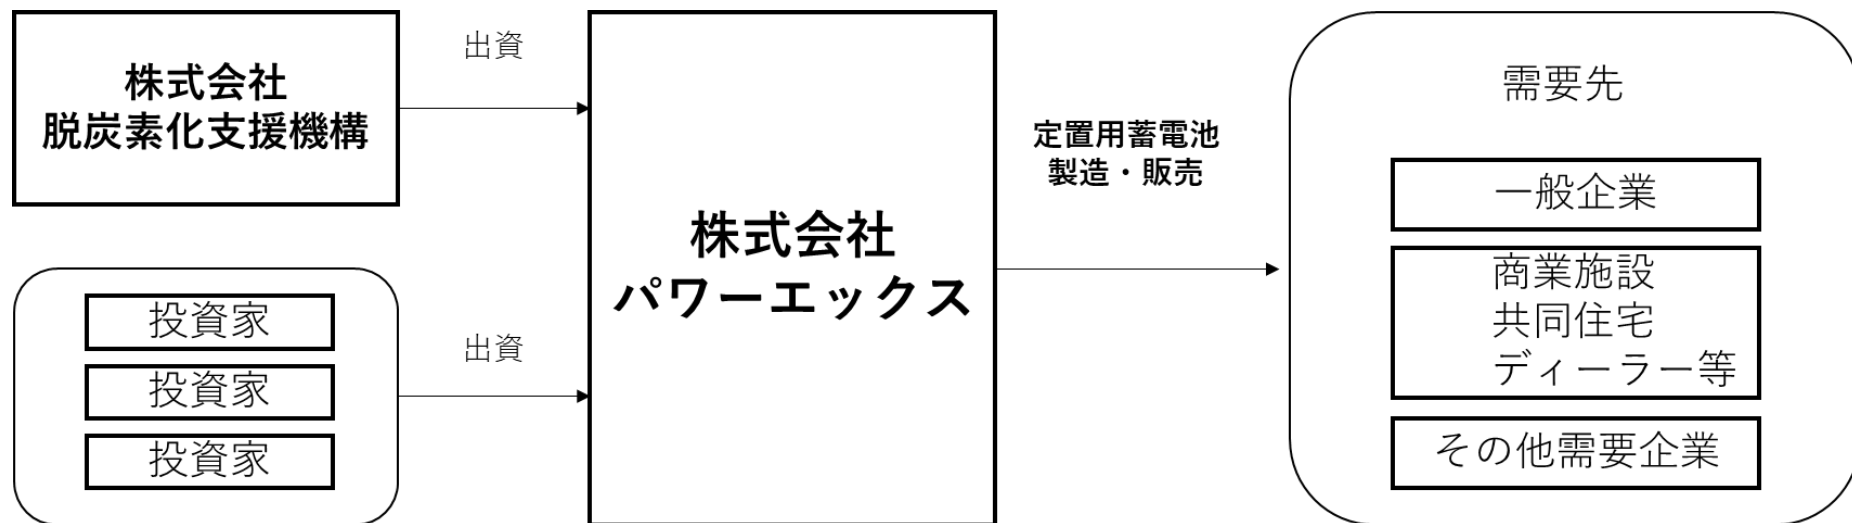 株式会社
脱炭素化支援機構
出資
投資家
投資家
投資家
出資
株式会社
パワーエックス
定置用蓄電池
製造・販売
需要先
一般企業
商業施設
共同住宅
ディーラー等
その他需要企業